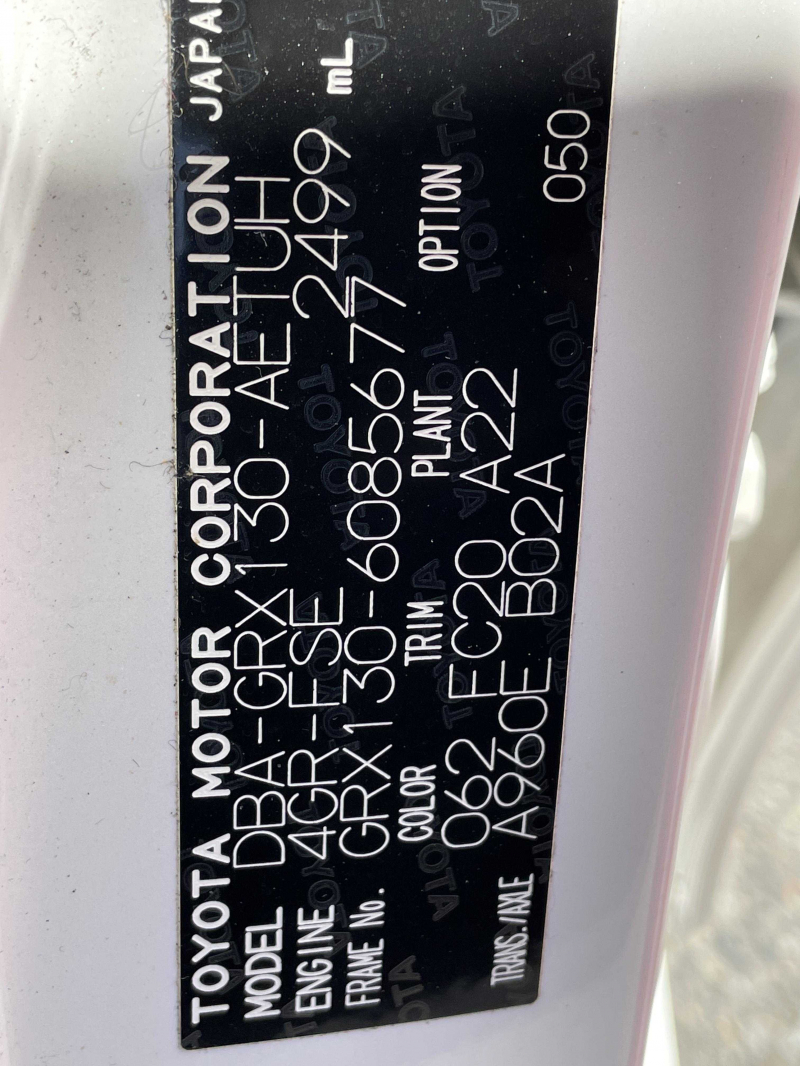 TOYOTA MOTOR CORPORATION JAPAN
MODEL DBA-GRX130-AETUH
ENGINE 4GR-FSE 2499 mL
FRAME No. GRX130-6085677
COLOR TRIM PLANT OPTION
062 FC20 A22
TRANS./AXLE A960E B02A 050